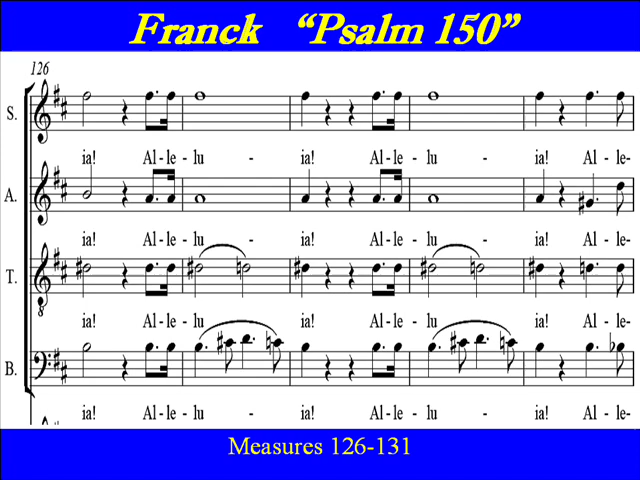 Franck “Psalm 150”
126
S.
ia! Al-le-lu - ia! Al-le-lu - ia! Al-le-
A.
ia! Al-le-lu - ia! Al-le-lu - ia! Al-le-
T.
8
ia! Al-le-lu - ia! Al-le-lu - ia! Al-le-
B.
ia! Al-le-lu - ia! Al-le-lu - ia! Al-le-
Measures 126-131